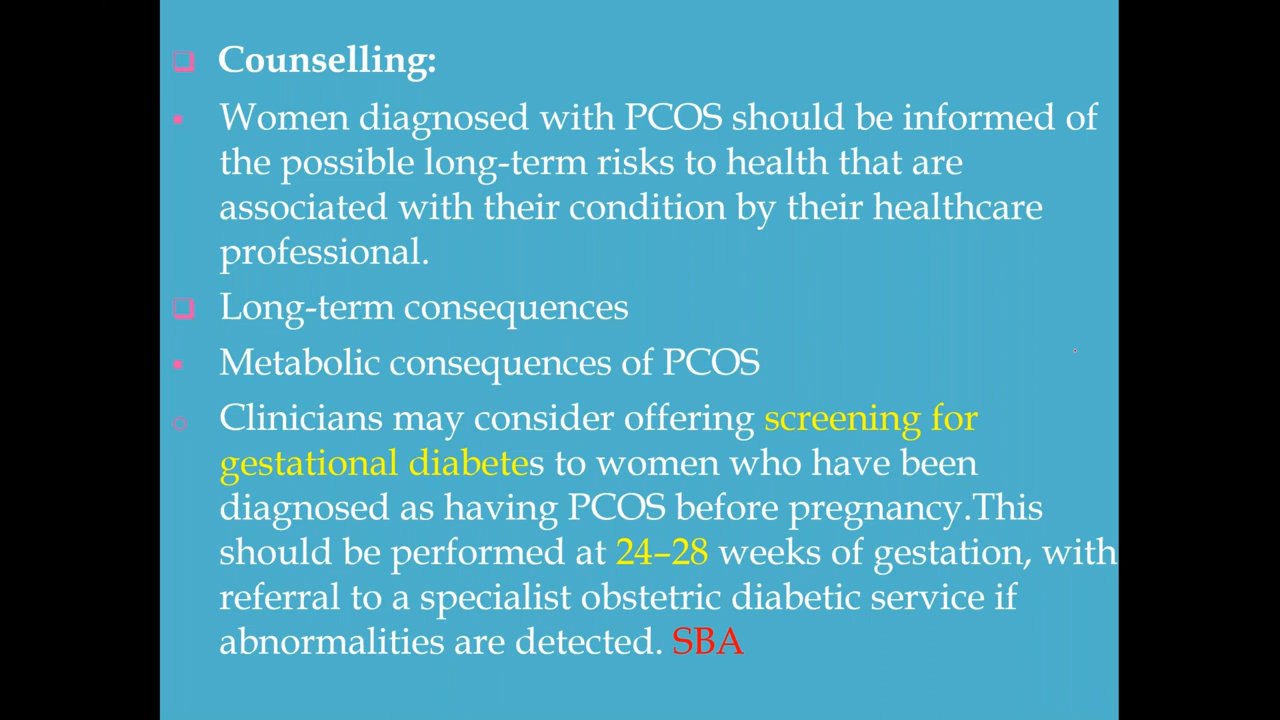 Counselling:
Women diagnosed with PCOS should be informed of
the possible long-term risks to health that are
associated with their condition by their healthcare
professional.
Long-term consequences
Metabolic consequences of PCOS
Clinicians may consider offering screening for
gestational diabetes to women who have been
diagnosed as having PCOS before pregnancy.This
should be performed at 24–28 weeks of gestation, with
referral to a specialist obstetric diabetic service if
abnormalities are detected. SBA